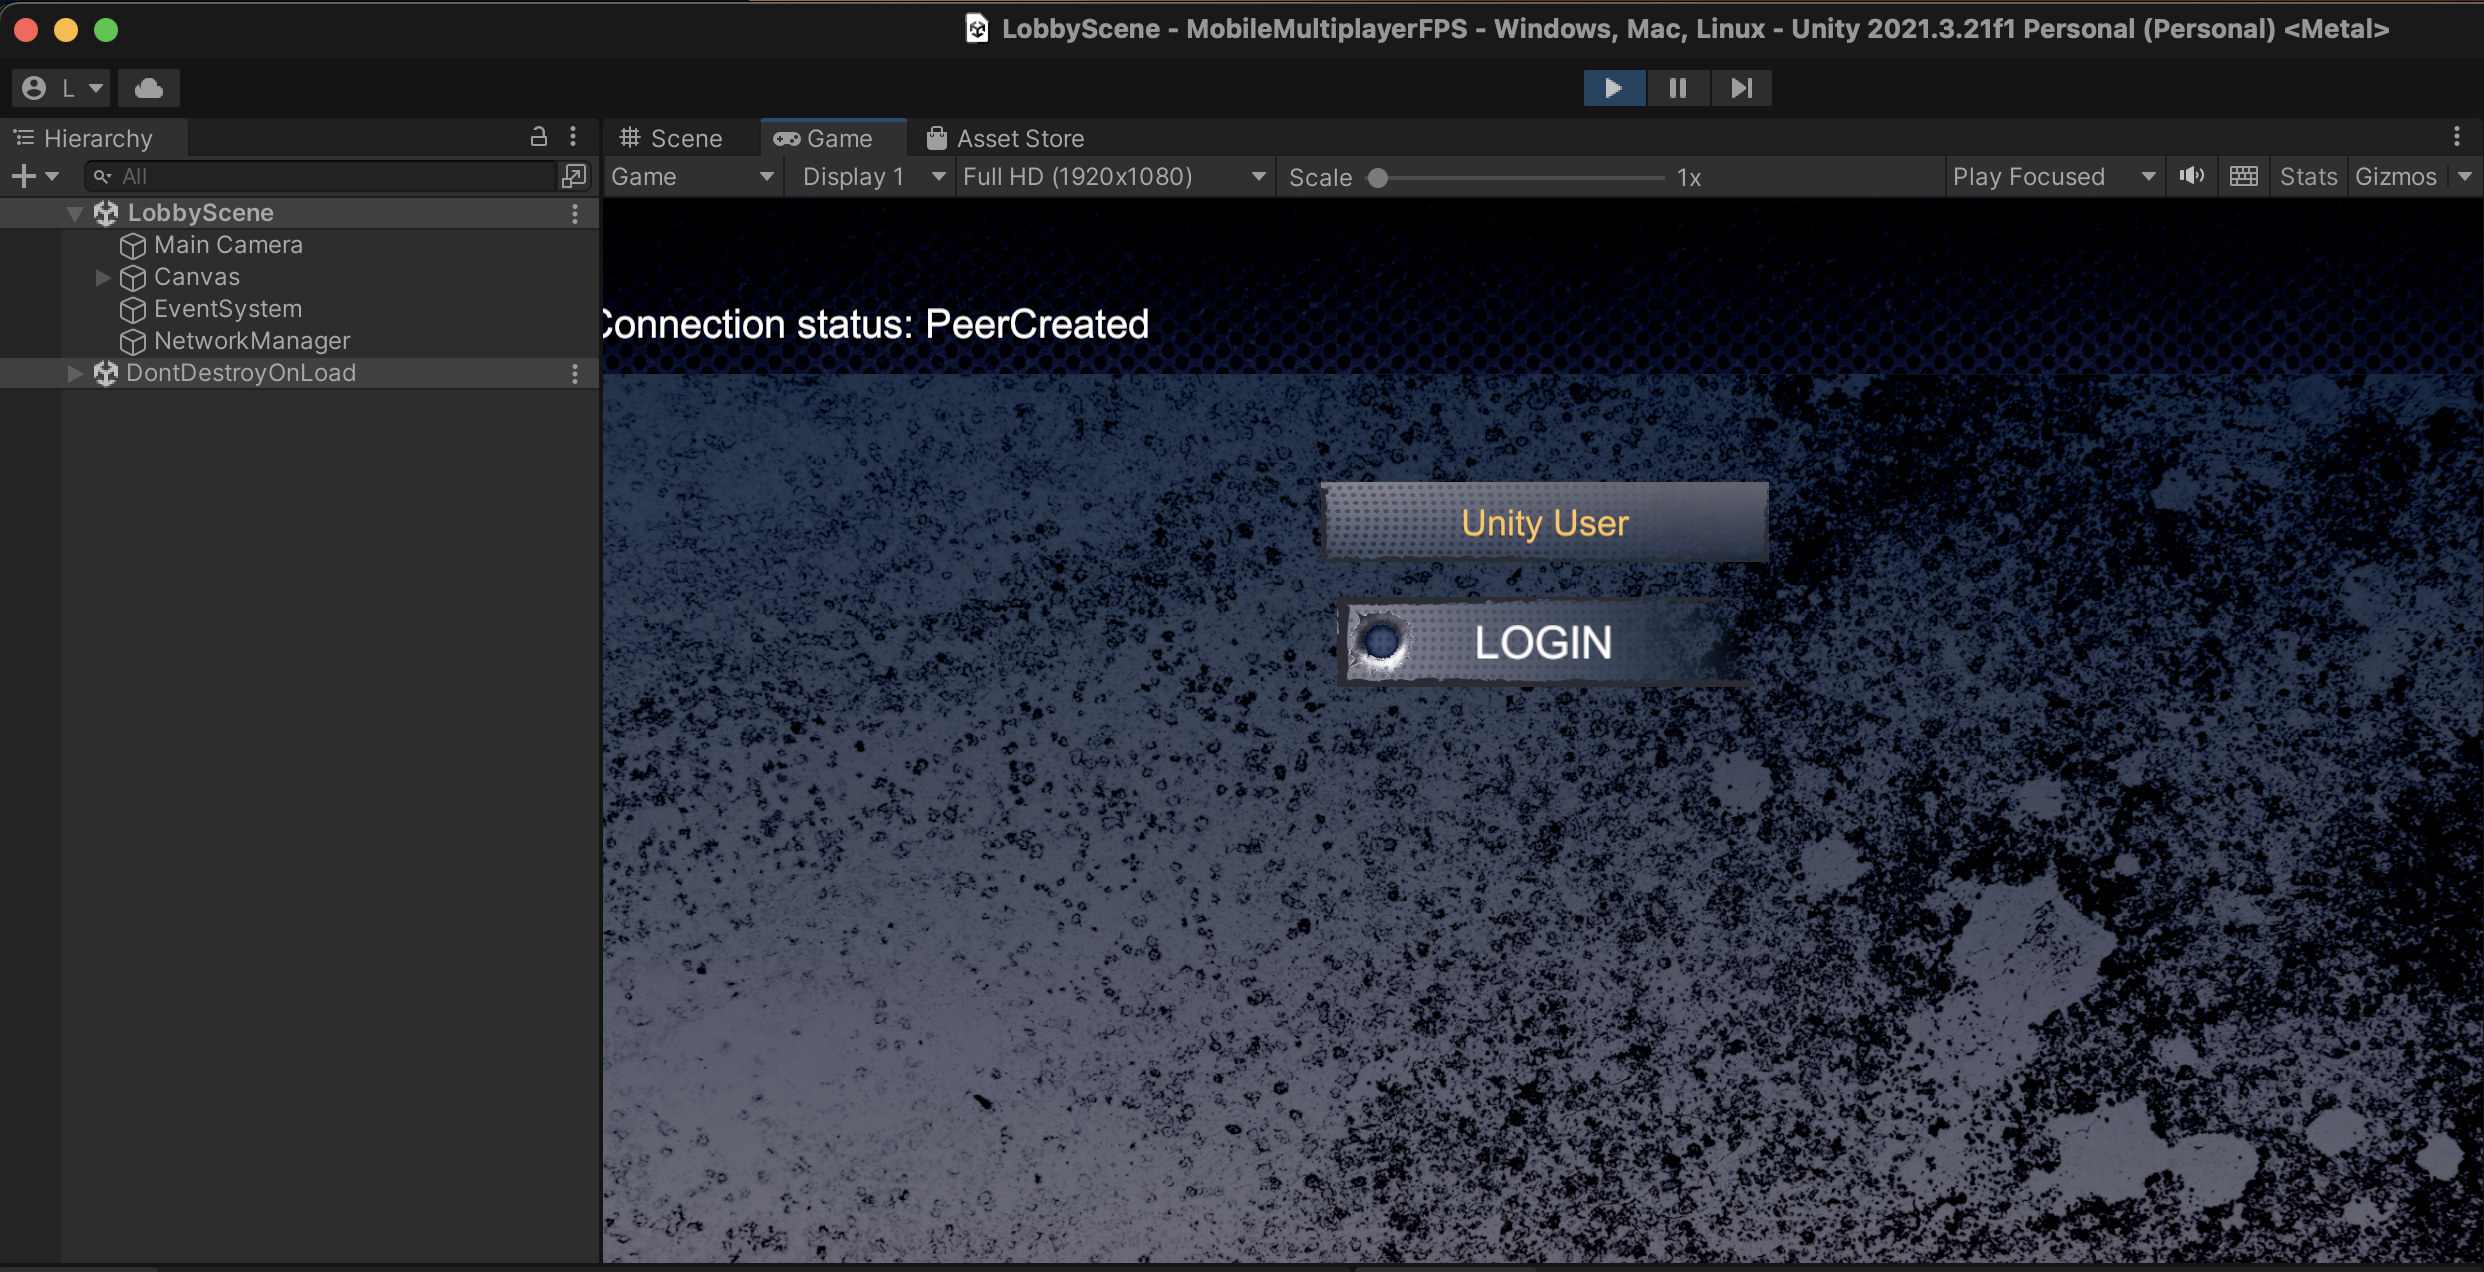 LobbyScene - MobileMultiplayerFPS - Windows, Mac, Linux - Unity 2021.3.21f1 Personal (Personal) <Metal>
L
Hierarchy
Scene
Game
Asset Store
All
Game
Display 1
Full HD (1920x1080)
Scale
1x
Play Focused
Stats
Gizmos
LobbyScene
Main Camera
Canvas
EventSystem
NetworkManager
DontDestroyOnLoad
Connection status: PeerCreated
Unity User
LOGIN